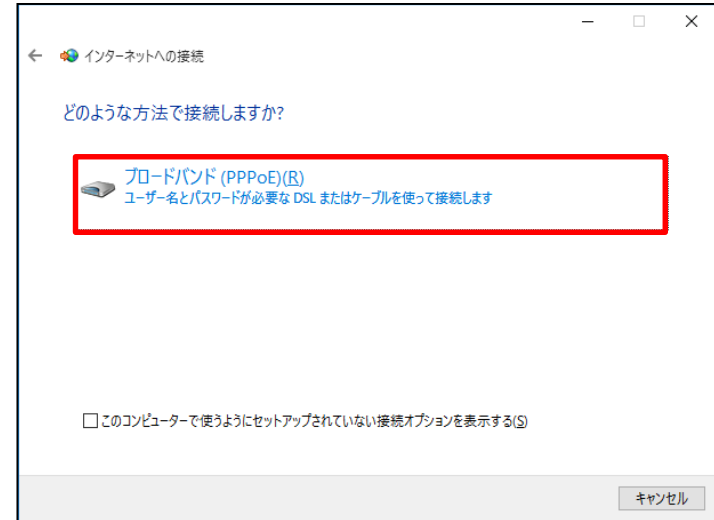 インターネットへの接続
どのような方法で接続しますか?
ブロードバンド (PPPoE)(R)
ユーザー名とパスワードが必要な DSL またはケーブルを使って接続します
このコンピューターで使うようにセットアップされていない接続オプションを表示する(S)
キャンセル